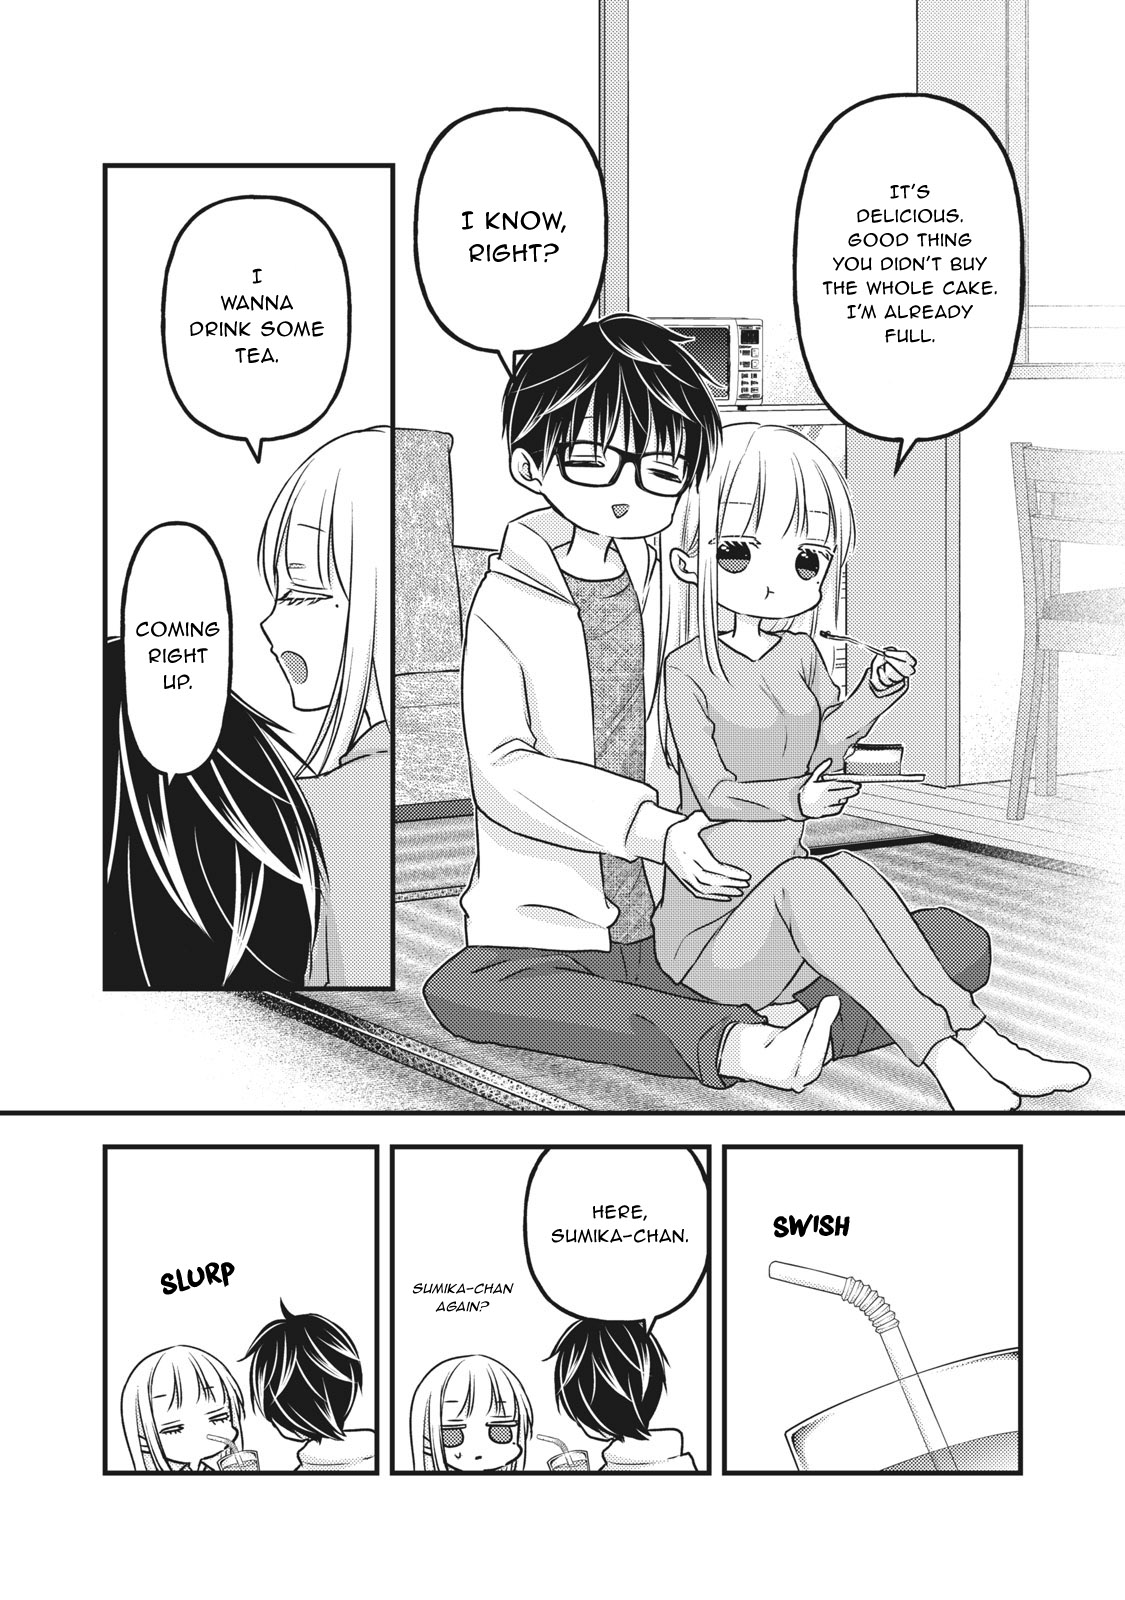 IT'S
DELICIOUS.
GOOD THING
YOU DIDN'T BUY
THE WHOLE CAKE.
I'M ALREADY
FULL.
I KNOW,
RIGHT?
I
WANNA
DRINK SOME
TEA.
COMING
RIGHT
UP.
SWISH
HERE,
SUMIKA-CHAN.
SUMIKA-CHAN
AGAIN?
SLURP